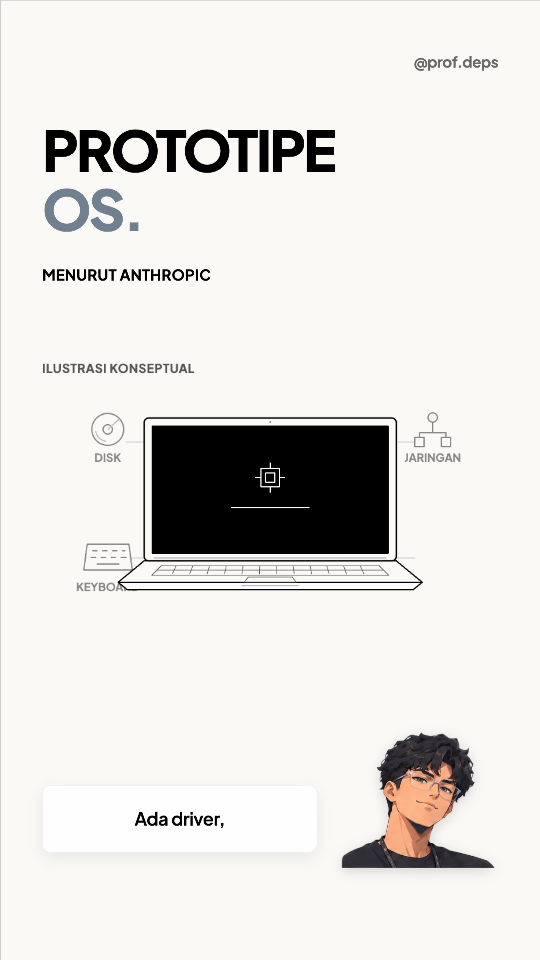 @prof.deps
PROTOTIPE
OS.
MENURUT ANTHROPIC
ILUSTRASI KONSEPTUAL
DISK
JARINGAN
Ada driver,